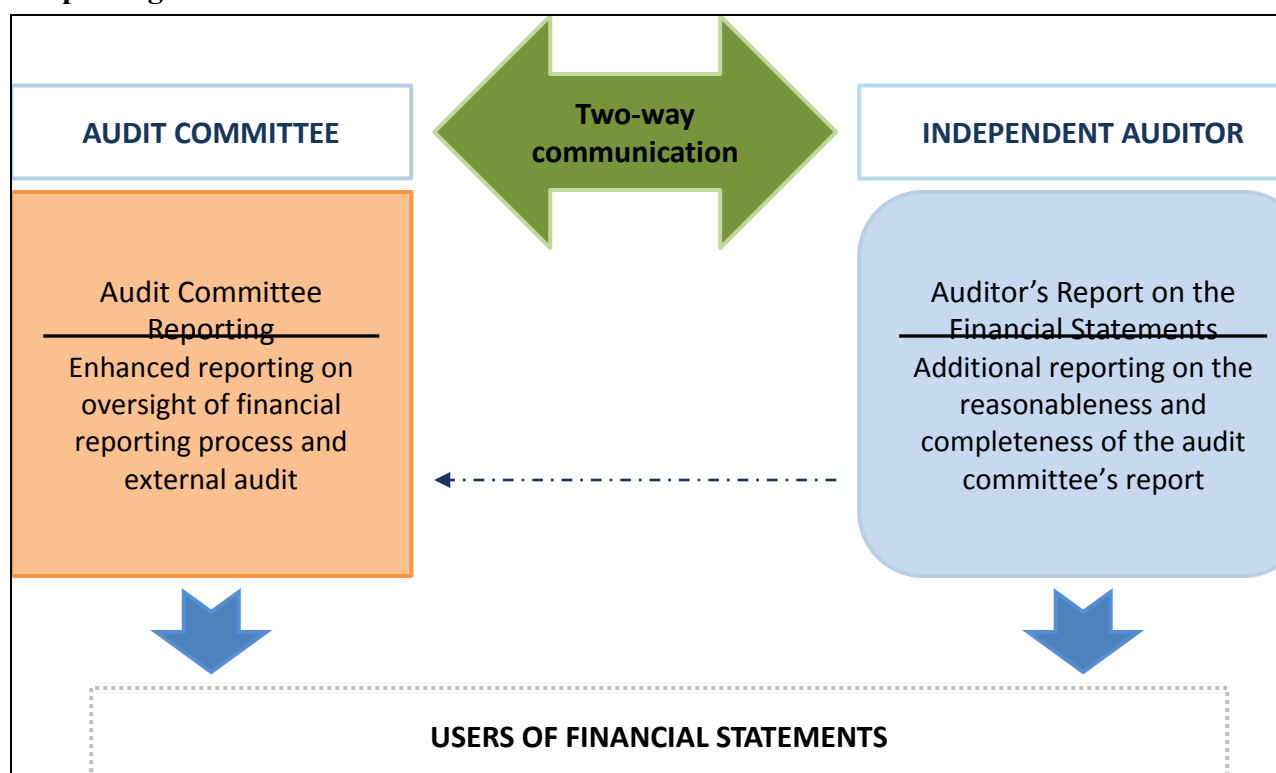 AUDIT COMMITTEE
Two-way
communication
INDEPENDENT AUDITOR
Audit Committee
Reporting
Enhanced reporting on
oversight of financial
reporting process and
external audit
Auditor’s Report on the
Financial Statements
Additional reporting on the
reasonableness and
completeness of the audit
committee’s report
USERS OF FINANCIAL STATEMENTS